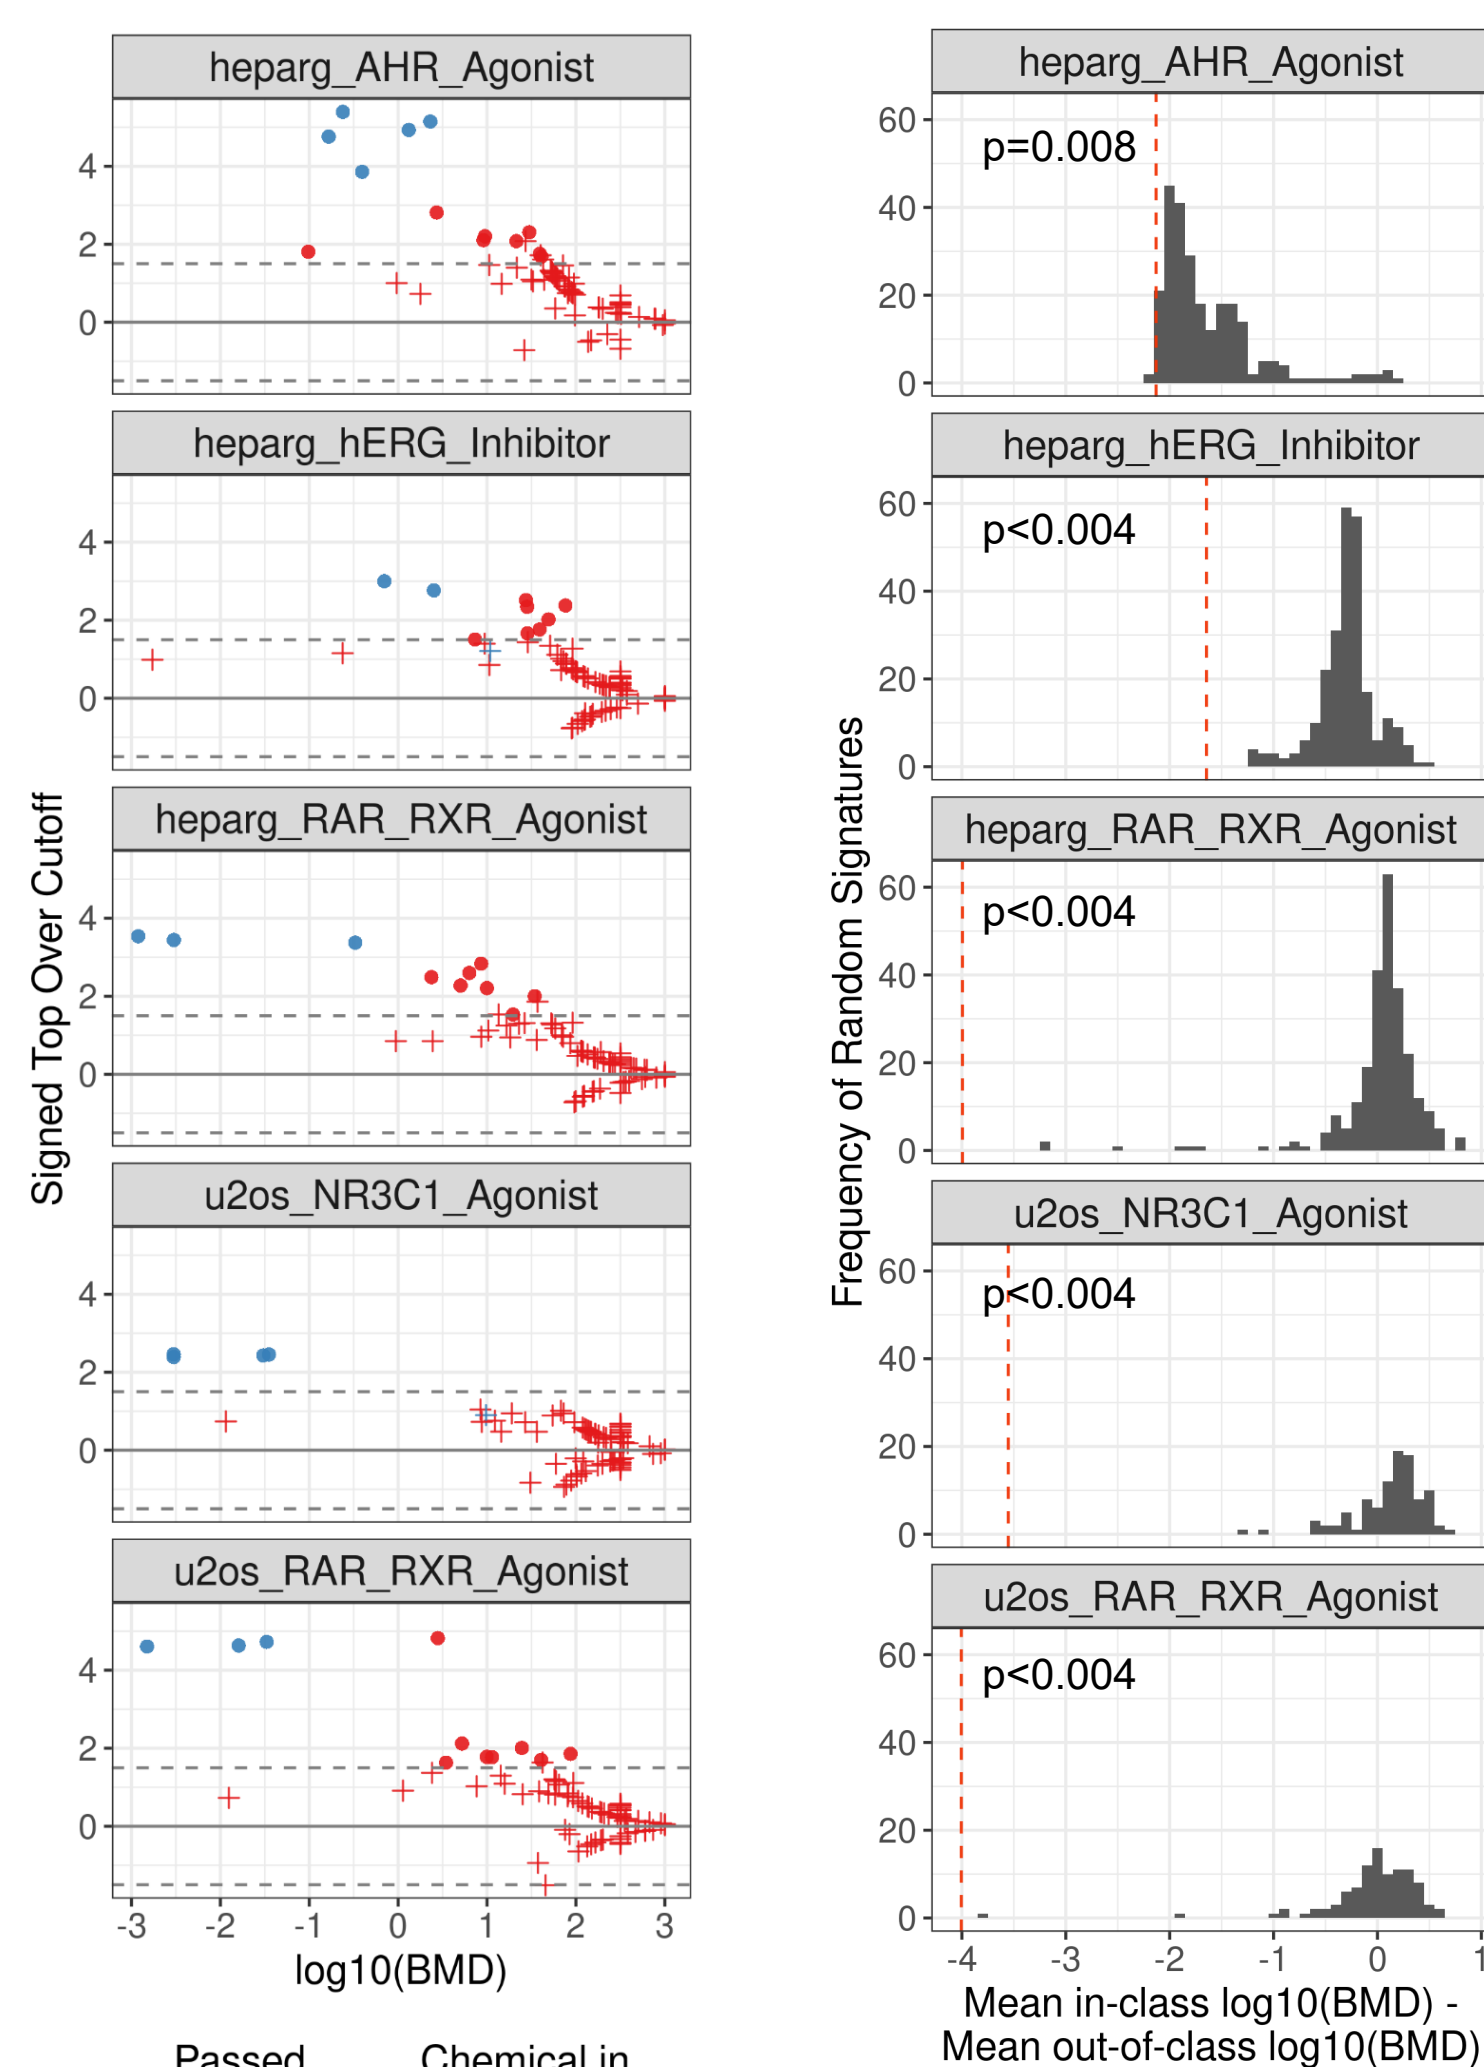 heparg_AHR_Agonist
4
2
0
heparg_hERG_Inhibitor
4
2
0
heparg_RAR_RXR_Agonist
4
2
0
u2os_NR3C1_Agonist
4
2
0
u2os_RAR_RXR_Agonist
4
2
0
-3 -2 -1 0 1 2 3
log10(BMD)
Signed Top Over Cutoff
Passed
Chemical in
heparg_AHR_Agonist
p=0.008
60
40
20
0
heparg_hERG_Inhibitor
p<0.004
60
40
20
0
heparg_RAR_RXR_Agonist
p<0.004
60
40
20
0
u2os_NR3C1_Agonist
p<0.004
60
40
20
0
u2os_RAR_RXR_Agonist
p<0.004
60
40
20
0
-4 -3 -2 -1 0 1
Mean in-class log10(BMD) -
Mean out-of-class log10(BMD)
Frequency of Random Signatures